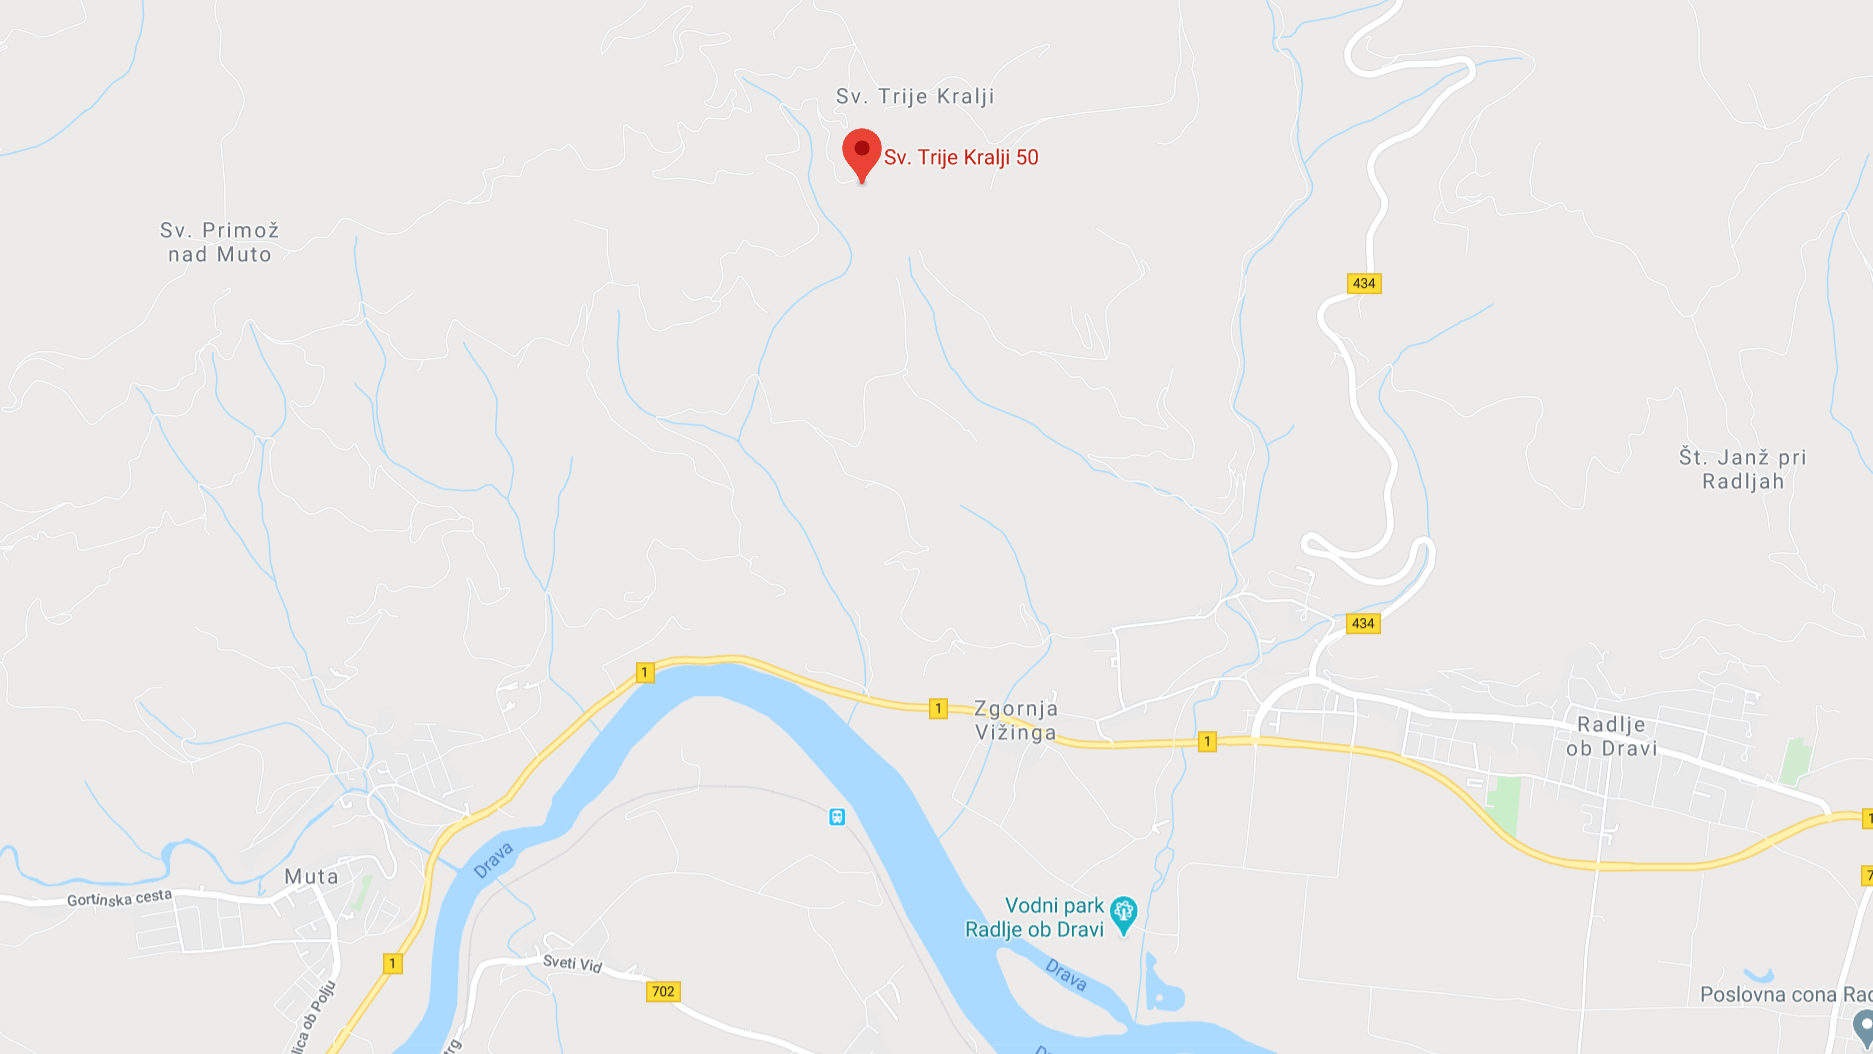 Sv. Trije Kralji
Sv. Trije Kralji 50
Sv. Primož
nad Muto
434
Št. Janž pri
Radljah
434
1
1
Zgornja
Vižinga
1
Radlje
ob Dravi
1
Drava
Muta
Gortinska cesta
7
Vodni park
Radlje ob Dravi
1
Sveti Vid
702
Drava
Poslovna cona Rad
lica ob Polju
trg